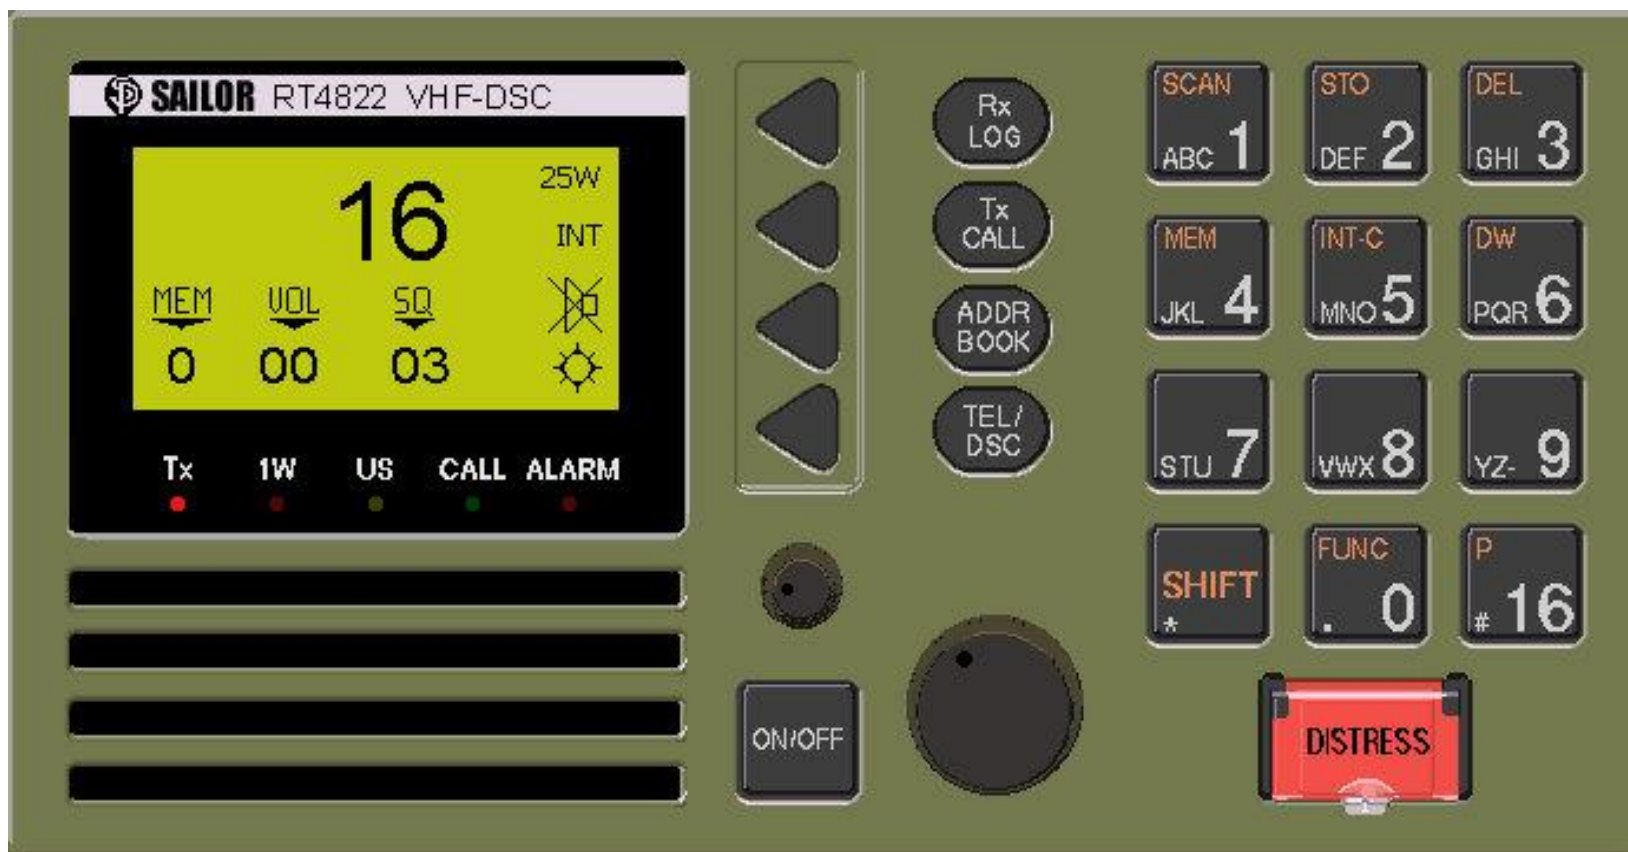 SAILOR RT4822 VHF-DSC
16
25W
INT
MEM VOL SQ
0 00 03
Tx 1W US CALL ALARM
Rx
LOG
Tx
CALL
ADDR
BOOK
TEL/
DSC
ON/OFF
SCAN
ABC 1
STO
DEF 2
DEL
GHI 3
MEM
JKL 4
INT-C
MNO 5
DW
PQR 6
STU 7
VWX 8
YZ- 9
SHIFT
*
FUNC
. 0
P
# 16
DISTRESS